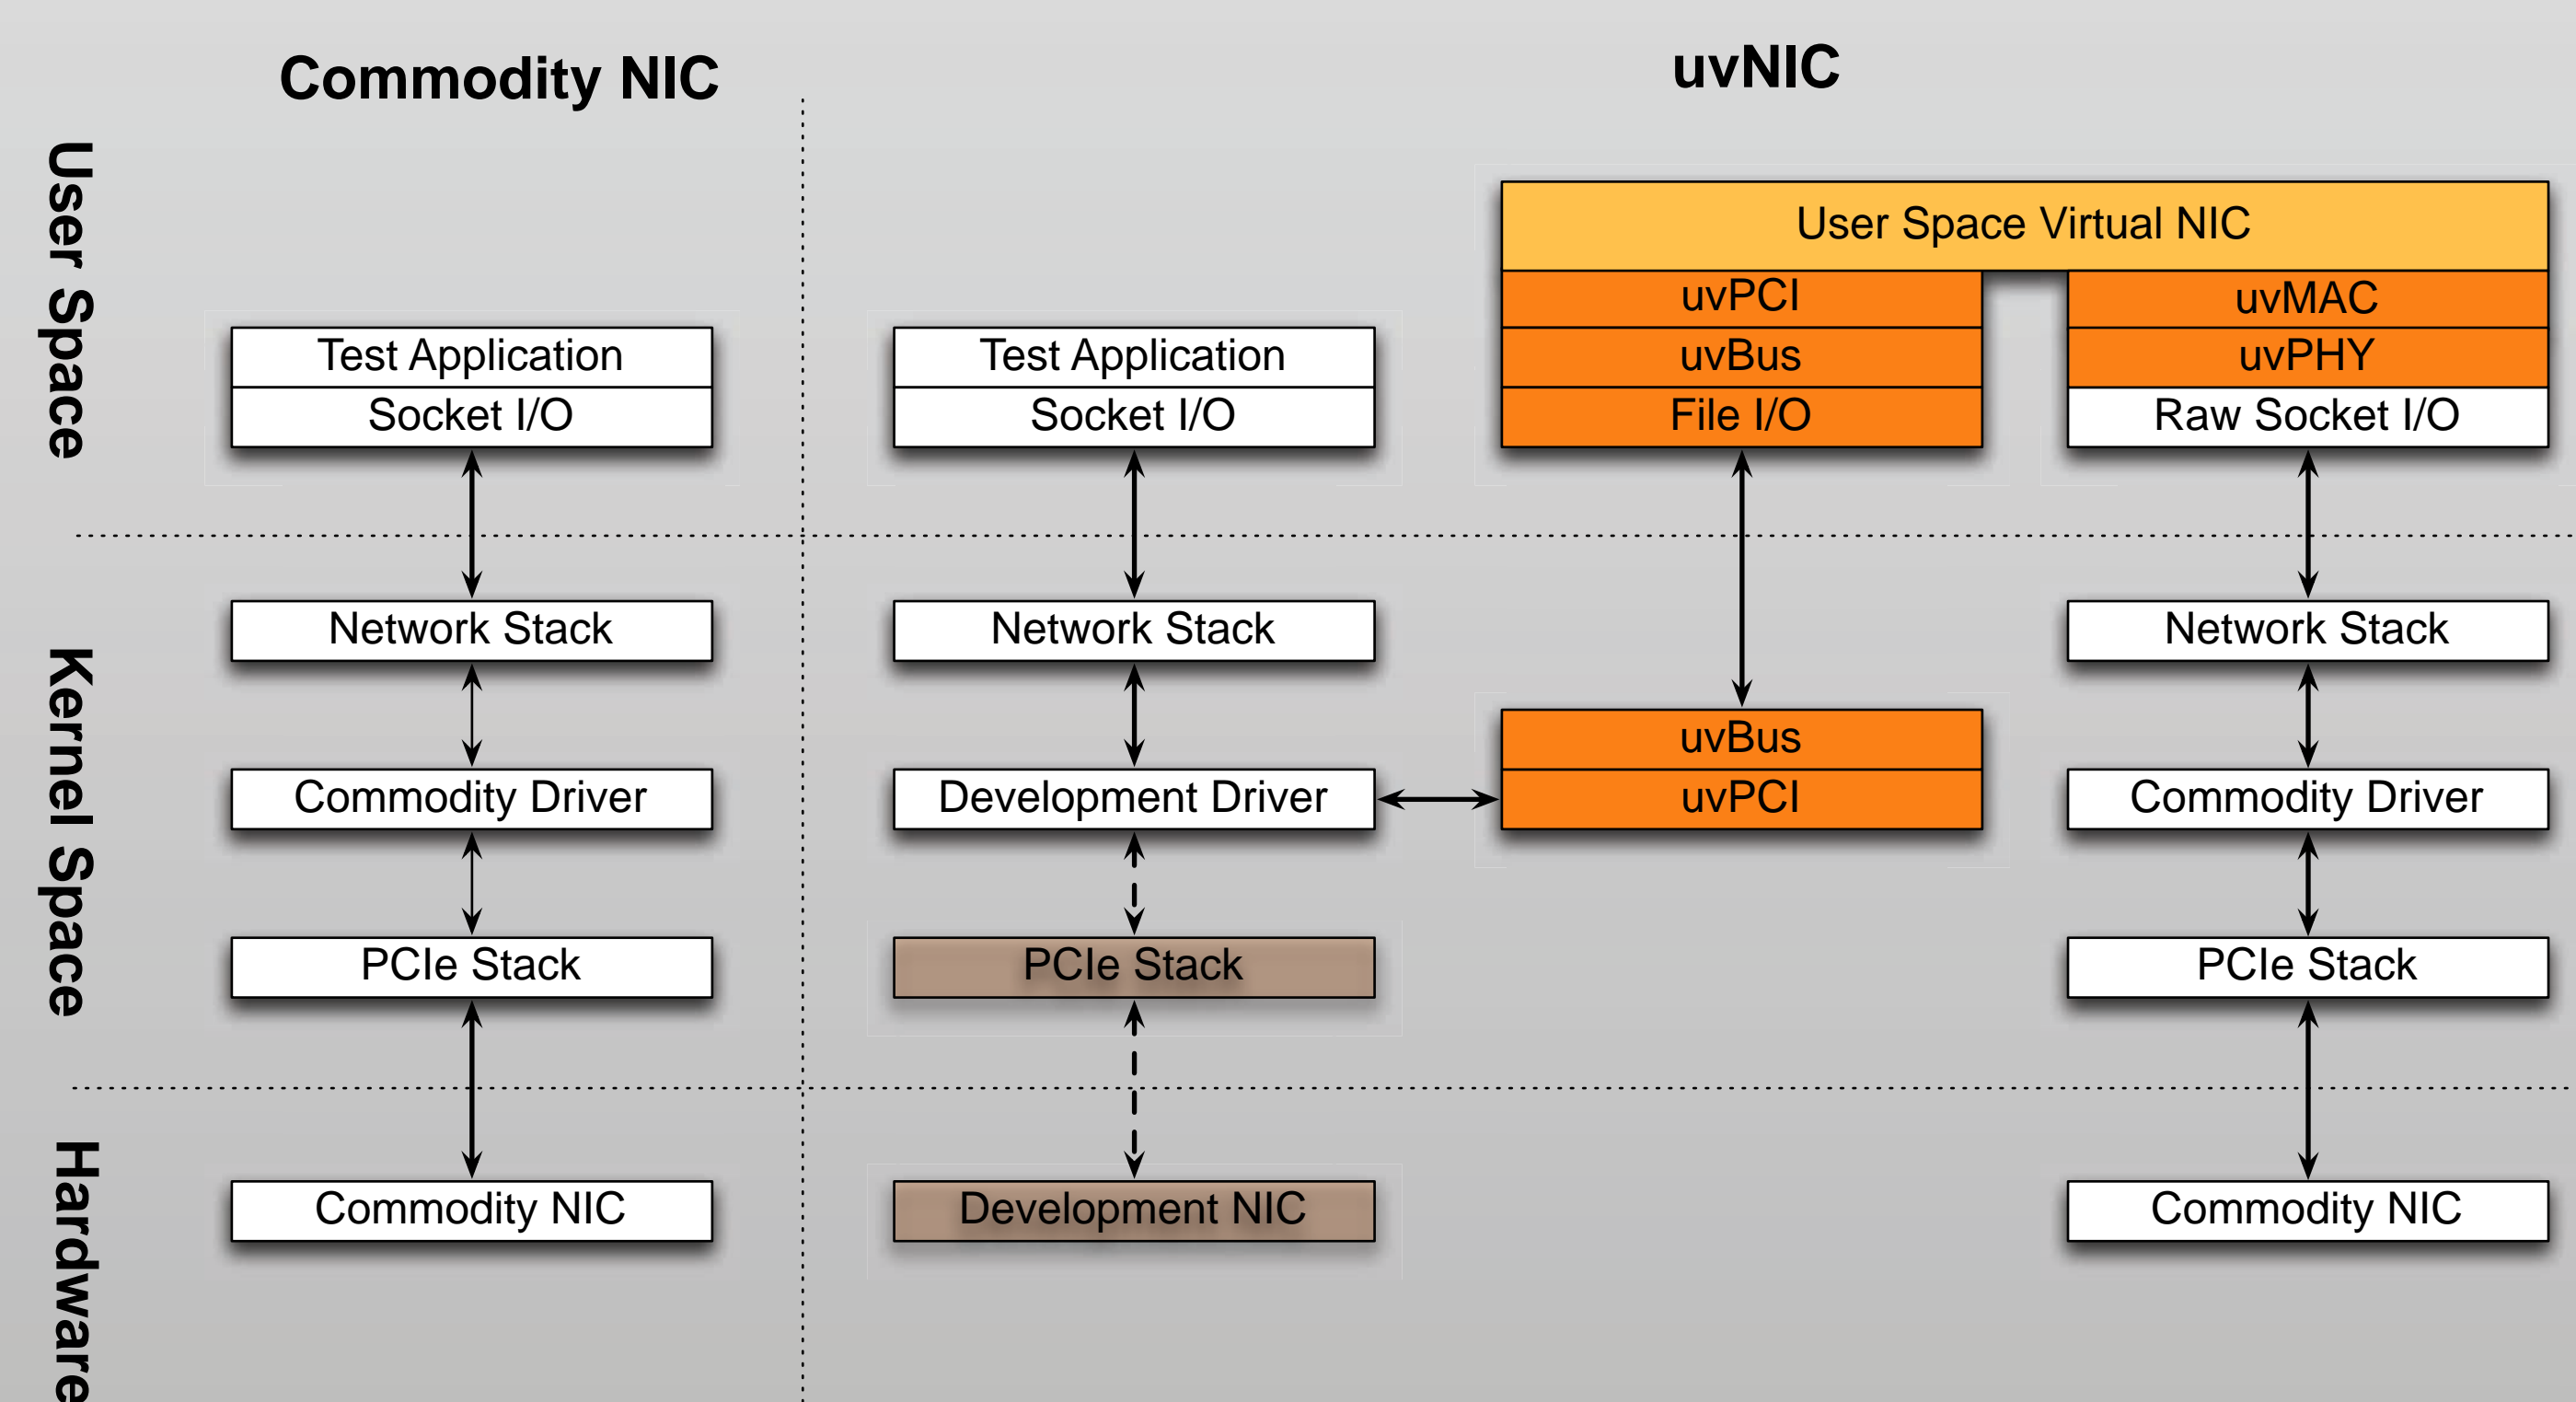 Commodity NIC
uvNIC
User Space
User Space Virtual NIC
uvPCI
uvMAC
Test Application
Test Application
uvBus
uvPHY
Socket I/O
Socket I/O
File I/O
Raw Socket I/O
Kernel Space
Network Stack
Network Stack
Network Stack
uvBus
Commodity Driver
Development Driver
uvPCI
Commodity Driver
PCIe Stack
PCIe Stack
PCIe Stack
Hardware
Commodity NIC
Development NIC
Commodity NIC